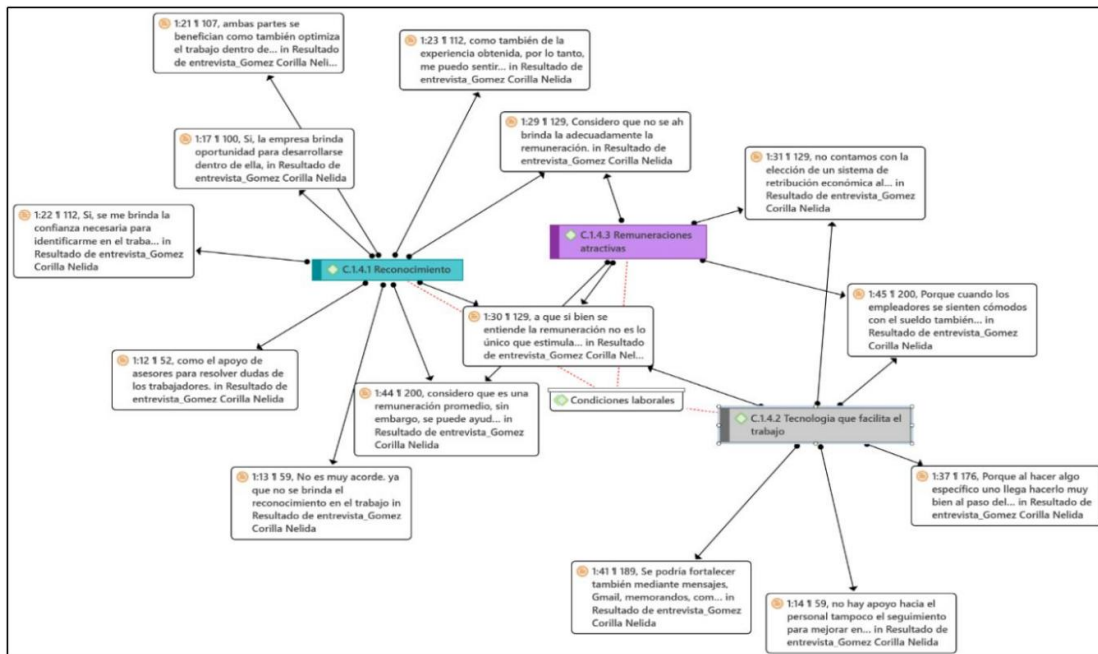 1:21 ¶ 107, ambas partes se
benefician como también optimiza
el trabajo dentro de... in Resultado
de entrevista_Gomez Corilla Neli...
1:23 ¶ 112, como también de la
experiencia obtenida, por lo tanto,
me puedo sentir... in Resultado de
entrevista_Gomez Corilla Nelida
1:17 ¶ 100, Si, la empresa brinda
oportunidad para desarrollarse
dentro de ella, in Resultado de
entrevista_Gomez Corilla Nelida
1:29 ¶ 129, Considero que no se ah
brinda la adecuadamente la
remuneración. in Resultado de
entrevista_Gomez Corilla Nelida
1:31 ¶ 129, no contamos con la
elección de un sistema de
retribución económica al... in
Resultado de entrevista_Gomez
Corilla Nelida
1:22 ¶ 112, Si, se me brinda la
confianza necesaria para
identificarme en el traba... in
Resultado de entrevista_Gomez
Corilla Nelida
C.1.4.3 Remuneraciones
atractivas
C.1.4.1 Reconocimiento
1:30 ¶ 129, a que si bien se
entiende la remuneración no es lo
único que estimula... in Resultado
de entrevista_Gomez Corilla Nel...
1:45 ¶ 200, Porque cuando los
empleadores se sienten cómodos
con el sueldo también... in
Resultado de entrevista_Gomez
Corilla Nelida
1:12 ¶ 52, como el apoyo de
asesores para resolver dudas de
los trabajadores. in Resultado de
entrevista_Gomez Corilla Nelida
1:44 ¶ 200, considero que es una
remuneración promedio, sin
embargo, se puede ayud... in
Resultado de entrevista_Gomez
Corilla Nelida
Condiciones laborales
C.1.4.2 Tecnologia que facilita el
trabajo
1:13 ¶ 59, No es muy acorde. ya
que no se brinda el
reconocimiento en el trabajo in
Resultado de entrevista_Gomez
Corilla Nelida
1:37 ¶ 176, Porque al hacer algo
específico uno llega hacerlo muy
bien al paso del... in Resultado de
entrevista_Gomez Corilla Nelida
1:41 ¶ 189, Se podría fortalecer
también mediante mensajes,
Gmail, memorandos, com... in
Resultado de entrevista_Gomez
Corilla Nelida
1:14 ¶ 59, no hay apoyo hacia el
personal tampoco el seguimiento
para mejorar en... in Resultado de
entrevista_Gomez Corilla Nelida